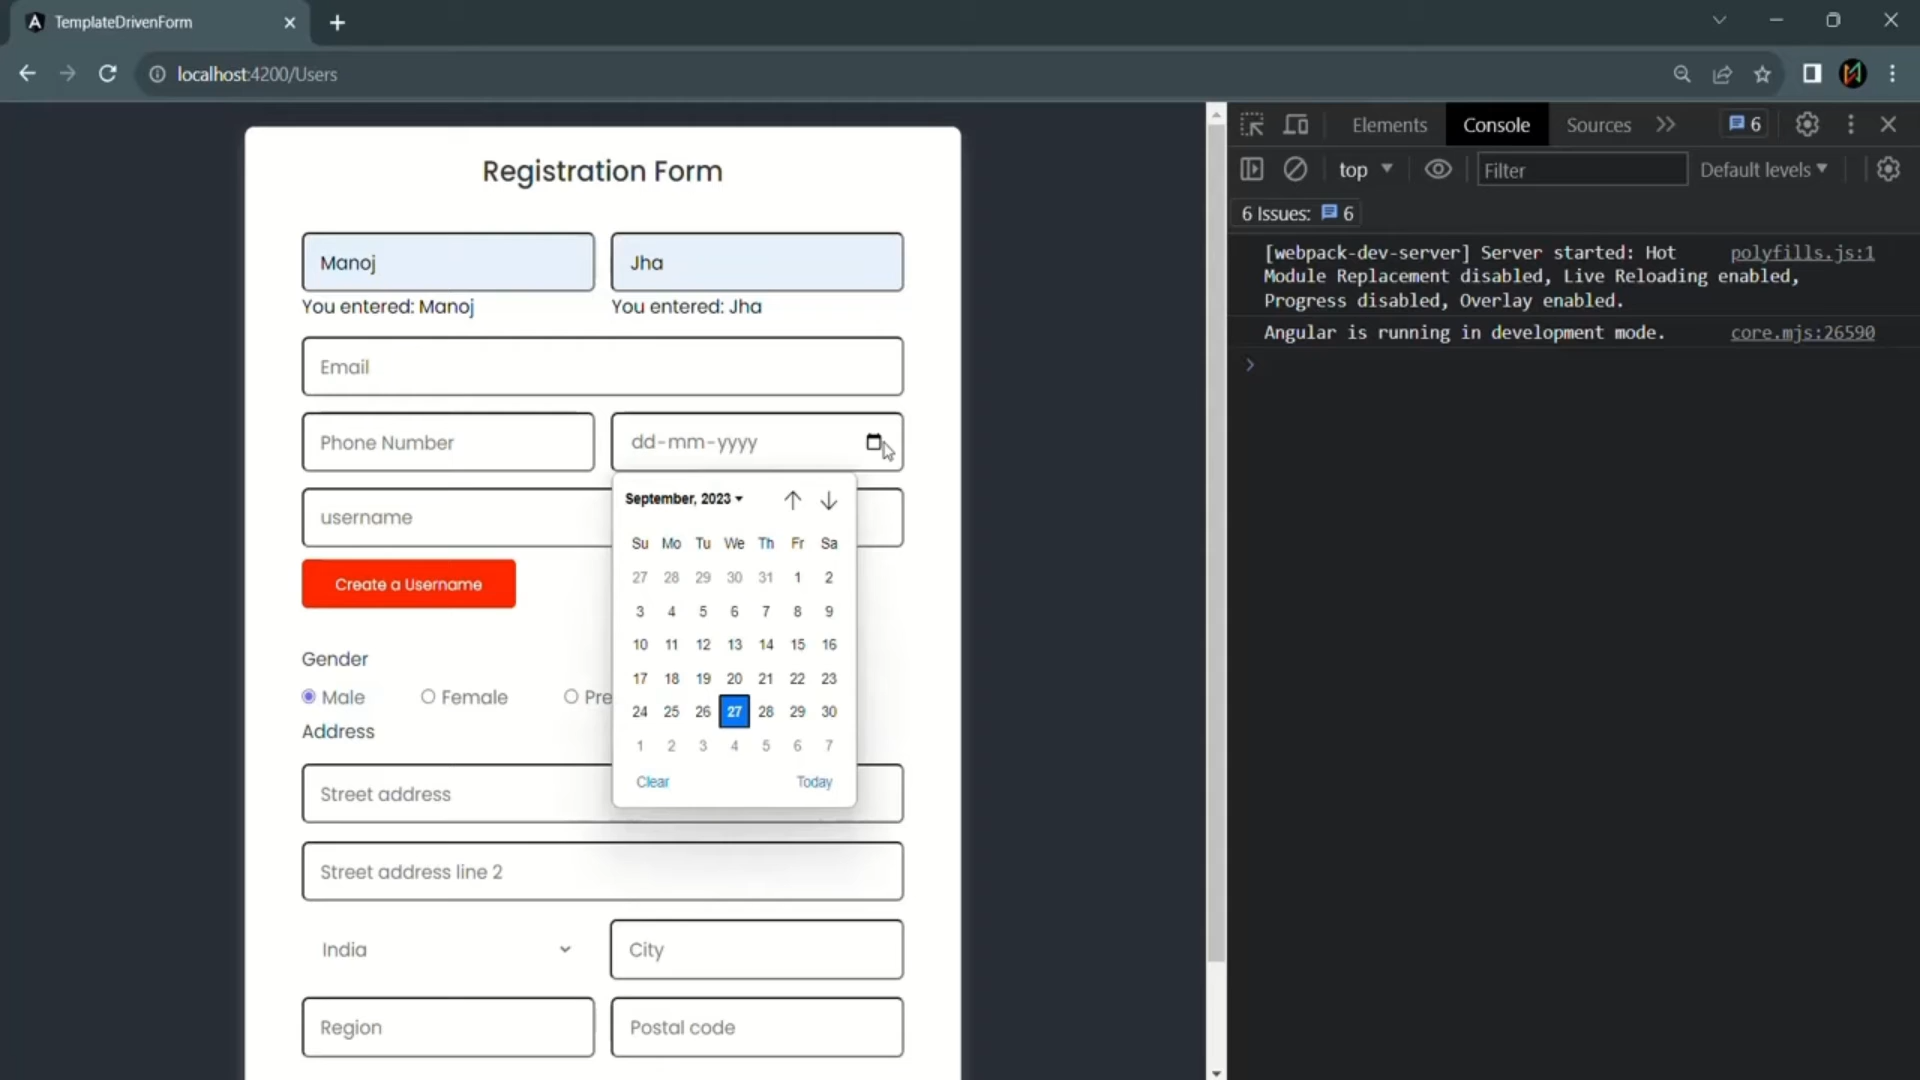 TemplateDrivenForm
localhost:4200/Users
Registration Form
Manoj
Jha
You entered: Manoj
You entered: Jha
Email
Phone Number
dd-mm-yyyy
username
September, 2023
Su Mo Tu We Th Fr Sa
27 28 29 30 31 1 2
3 4 5 6 7 8 9
10 11 12 13 14 15 16
17 18 19 20 21 22 23
24 25 26 27 28 29 30
1 2 3 4 5 6 7
Clear
Today
Create a Username
Gender
Male
Female
Pre
Address
Street address
Street address line 2
India
City
Region
Postal code
Elements
Console
Sources
6
top
Filter
Default levels
6 Issues: 6
[webpack-dev-server] Server started: Hot polyfills.js:1
Module Replacement disabled, Live Reloading enabled,
Progress disabled, Overlay enabled.
Angular is running in development mode. core.mjs:26590